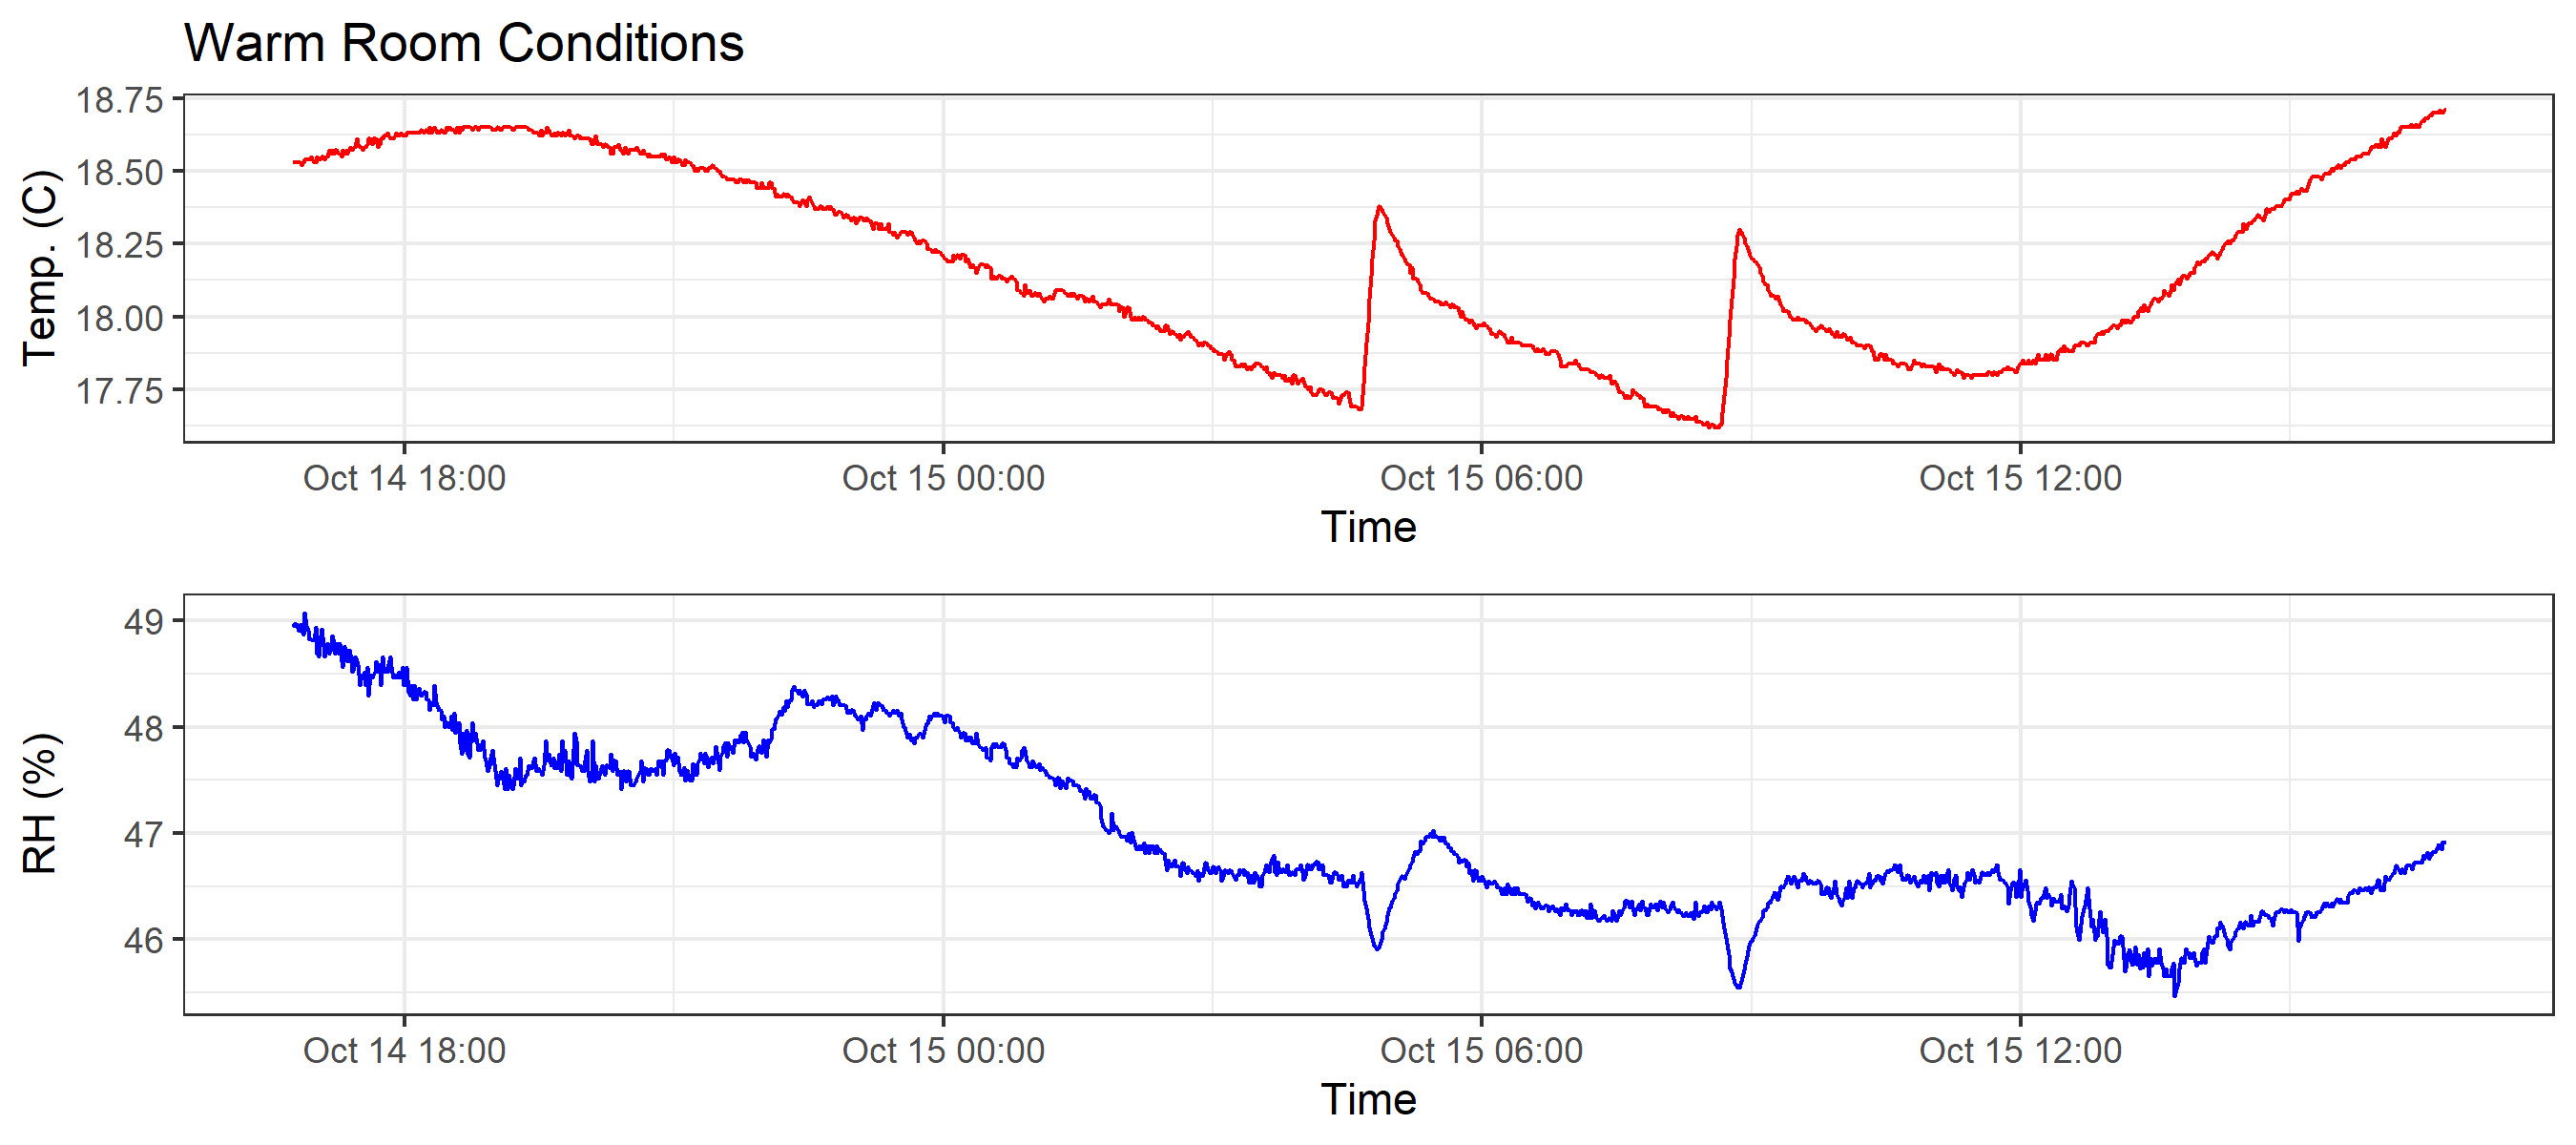 Warm Room Conditions
18.75
18.50
18.25
18.00
17.75
Temp. (C)
Oct 14 18:00 Oct 15 00:00 Oct 15 06:00 Oct 15 12:00
Time
49
48
47
46
RH (%)
Oct 14 18:00 Oct 15 00:00 Oct 15 06:00 Oct 15 12:00
Time